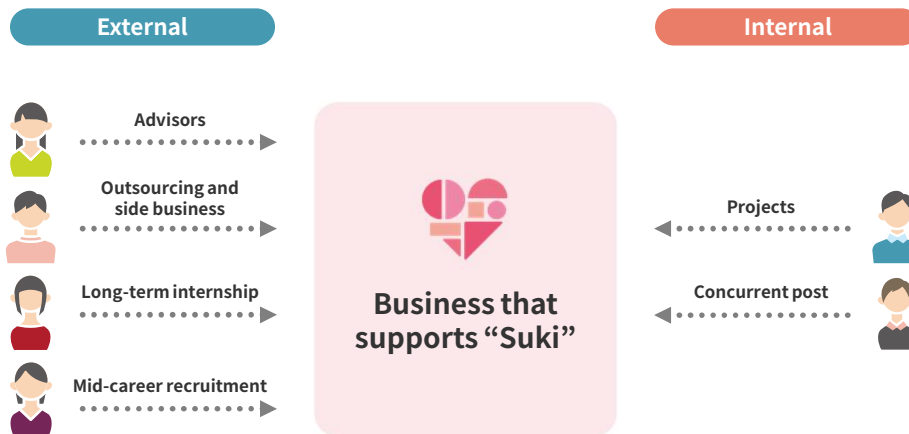 External
Internal
Advisors
Outsourcing and
side business
Long-term internship
Mid-career recruitment
Business that
supports “Suki”
Projects
Concurrent post